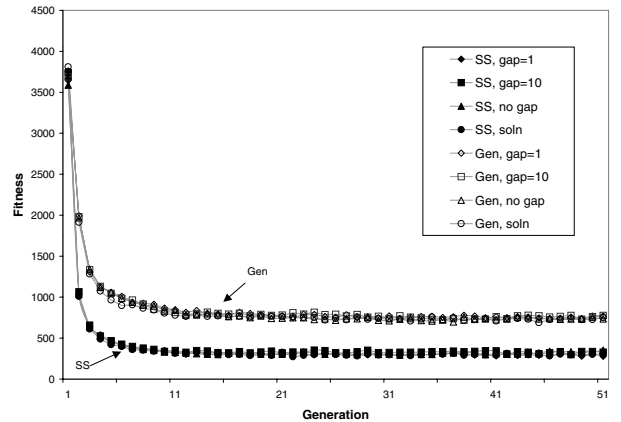 4500
4000
3500
3000
2500
2000
1500
1000
500
0
Fitness
SS, gap=1
SS, gap=10
SS, no gap
SS, soln
Gen, gap=1
Gen, gap=10
Gen, no gap
Gen, soln
Gen
SS
1 11 21 31 41 51
Generation